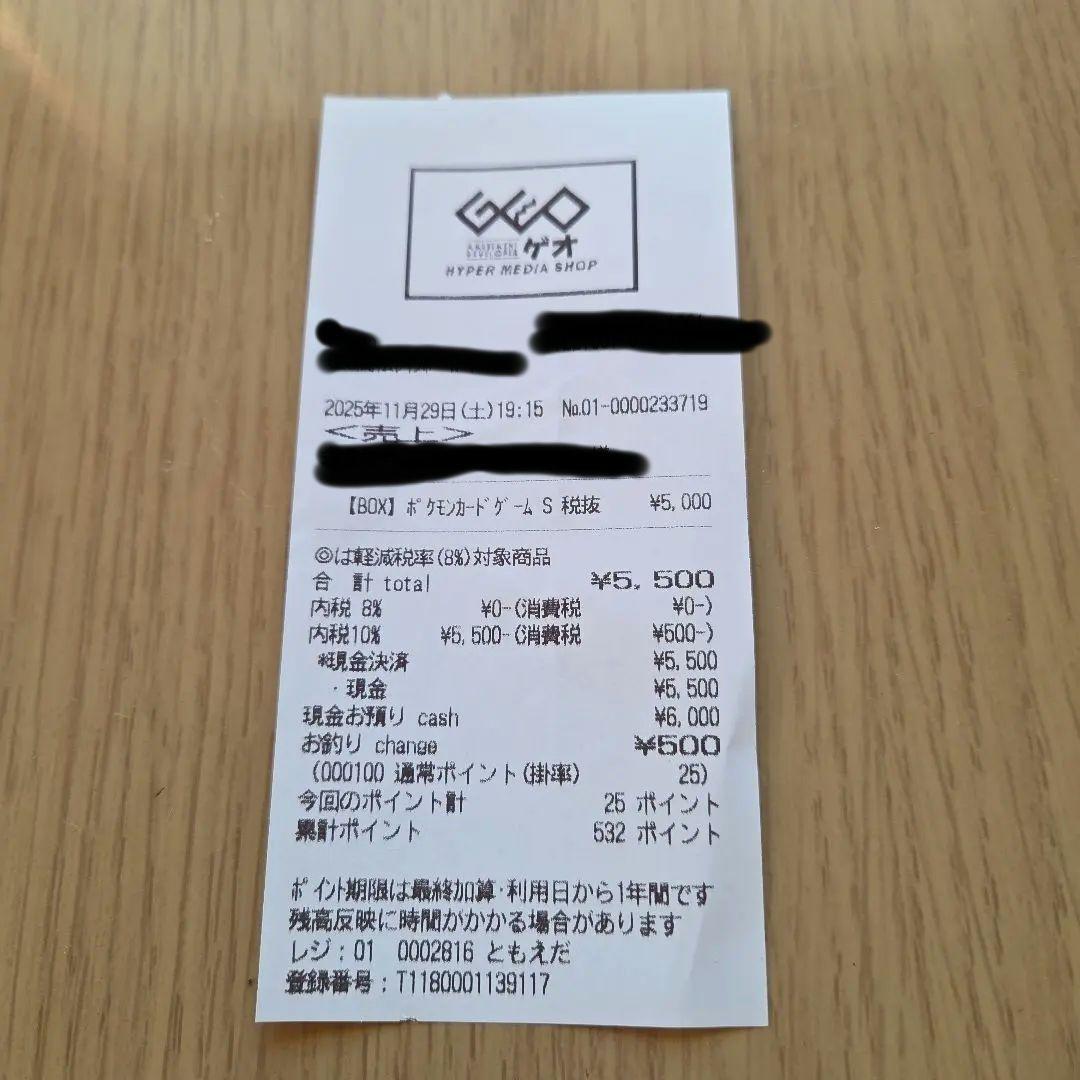 GEO
AMUSEMENT
DEVELOPER ゲオ
HYPER MEDIA SHOP
2025年11月29日(土)19:15 No.01-0000233719
<売上>
【BOX】ポケモンカードゲーム S 税抜 ¥5,000
◎は軽減税率(8%)対象商品
合 計 total ¥5,500
内税 8% ¥0-(消費税 ¥0-)
内税10% ¥5,500-(消費税 ¥500-)
*現金決済 ¥5,500
・現金 ¥5,500
現金お預り cash ¥6,000
お釣り change ¥500
(000100 通常ポイント(掛率) 25)
今回のポイント計 25 ポイント
累計ポイント 532 ポイント
ポイント期限は最終加算・利用日から1年間です
残高反映に時間がかかる場合があります
レジ:01 0002816 ともえだ
登録番号:T1180001139117